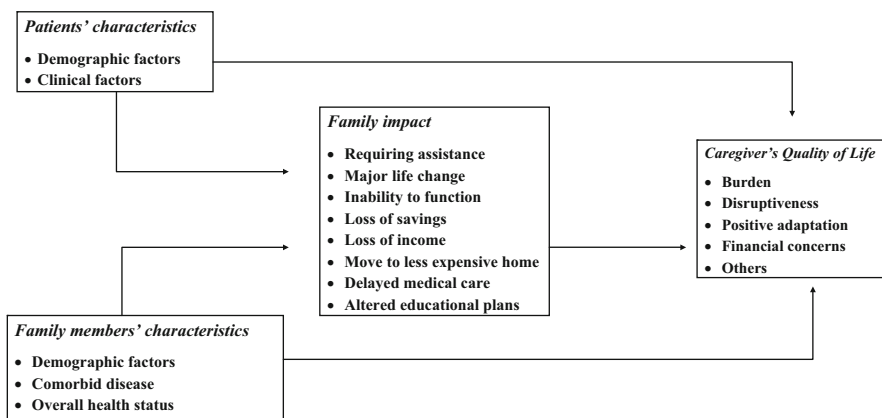 Patients’ characteristics
• Demographic factors
• Clinical factors
Family impact
• Requiring assistance
• Major life change
• Inability to function
• Loss of savings
• Loss of income
• Move to less expensive home
• Delayed medical care
• Altered educational plans
Caregiver’s Quality of Life
• Burden
• Disruptiveness
• Positive adaptation
• Financial concerns
• Others
Family members’ characteristics
• Demographic factors
• Comorbid disease
• Overall health status